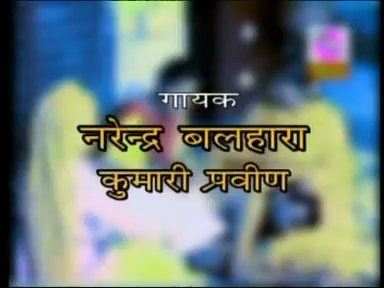 गायक
नरेन्द्र बलहारा
कुमारी प्रवीण